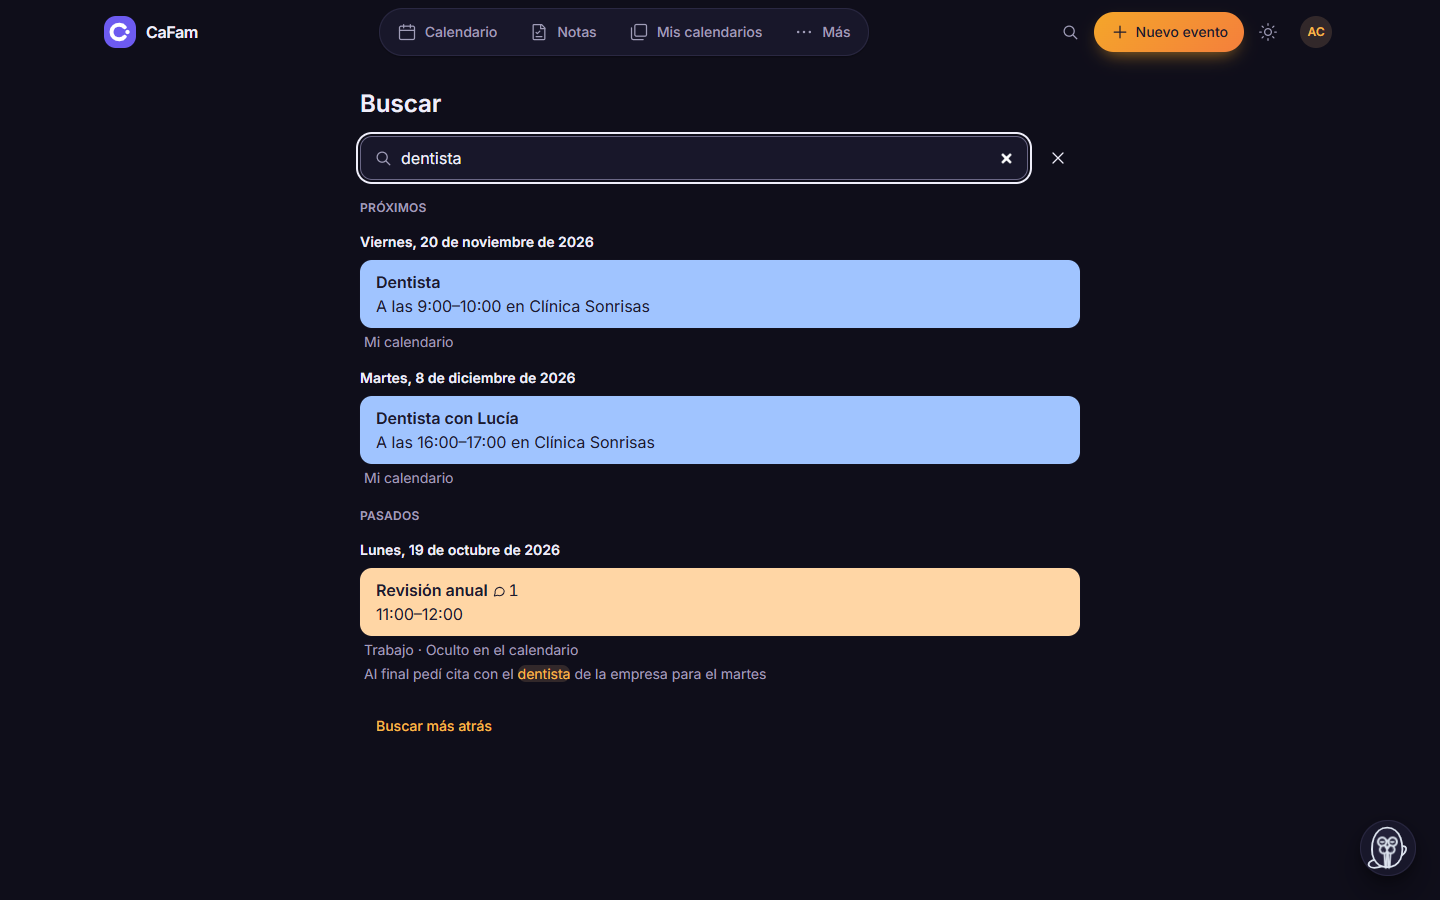 CaFam
Calendario
Notas
Mis calendarios
Más
Nuevo evento
AC
Buscar
dentista
PRÓXIMOS
Viernes, 20 de noviembre de 2026
Dentista
A las 9:00–10:00 en Clínica Sonrisas
Mi calendario
Martes, 8 de diciembre de 2026
Dentista con Lucía
A las 16:00–17:00 en Clínica Sonrisas
Mi calendario
PASADOS
Lunes, 19 de octubre de 2026
Revisión anual 1
11:00–12:00
Trabajo · Oculto en el calendario
Al final pedí cita con el dentista de la empresa para el martes
Buscar más atrás